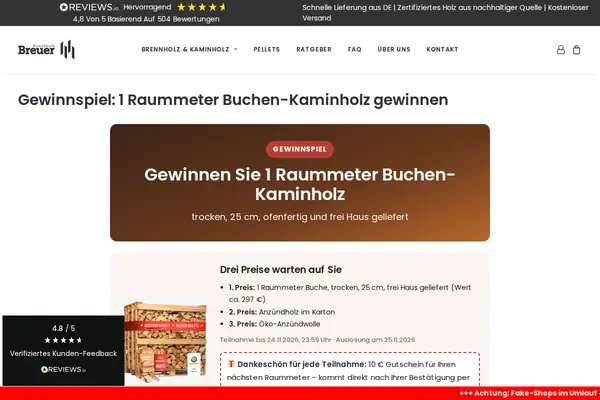 REVIEWS.io Hervorragend
4,8 Von 5 Basierend Auf 504 Bewertungen
Schnelle Lieferung aus DE | Zertifiziertes Holz aus nachhaltiger Quelle | Kostenloser
Versand
Breuer
BRENNHOLZ & KAMINHOLZ
PELLETS
RATGEBER
FAQ
ÜBER UNS
KONTAKT
Gewinnspiel: 1 Raummeter Buchen-Kaminholz gewinnen
GEWINNSPIEL
Gewinnen Sie 1 Raummeter Buchen-
Kaminholz
trocken, 25 cm, ofenfertig und frei Haus geliefert
Drei Preise warten auf Sie
1. Preis: 1 Raummeter Buche, trocken, 25 cm, frei Haus geliefert (Wert
ca. 297 €)
2. Preis: Anzündholz im Karton
3. Preis: Öko-Anzündwolle
Teilnahme bis 24.11.2026, 23:59 Uhr · Auslosung am 25.11.2026
Dankeschön für jede Teilnahme: 10 € Gutschein für Ihren
nächsten Raummeter – kommt direkt nach Ihrer Bestätigung per
4.8 / 5
Verifiziertes Kunden-Feedback
REVIEWS.io
+++ Achtung: Fake-Shops im Umlauf